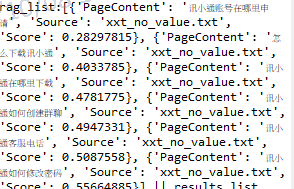 rag_list[{'PageContent': '讯小通账号在哪里申
请', 'Source': 'xxt_no_value.txt',
'Score': 0.28297815}, {'PageContent': '怎
么下载讯小通', 'Source': 'xxt_no_value.txt',
'Score': 0.4033785}, {'PageContent': '讯小
通在哪里下载', 'Source': 'xxt_no_value.txt',
'Score': 0.4781775}, {'PageContent': '讯小
通如何创建群聊', 'Source': 'xxt_no_value.txt',
'Score': 0.4947331}, {'PageContent': '讯小
通客服电话', 'Source': 'xxt_no_value.txt',
'Score': 0.5087558}, {'PageContent': '讯小
通如何修改密码', 'Source': 'xxt_no_value.txt',
'Score': 0.55664885}] || results list